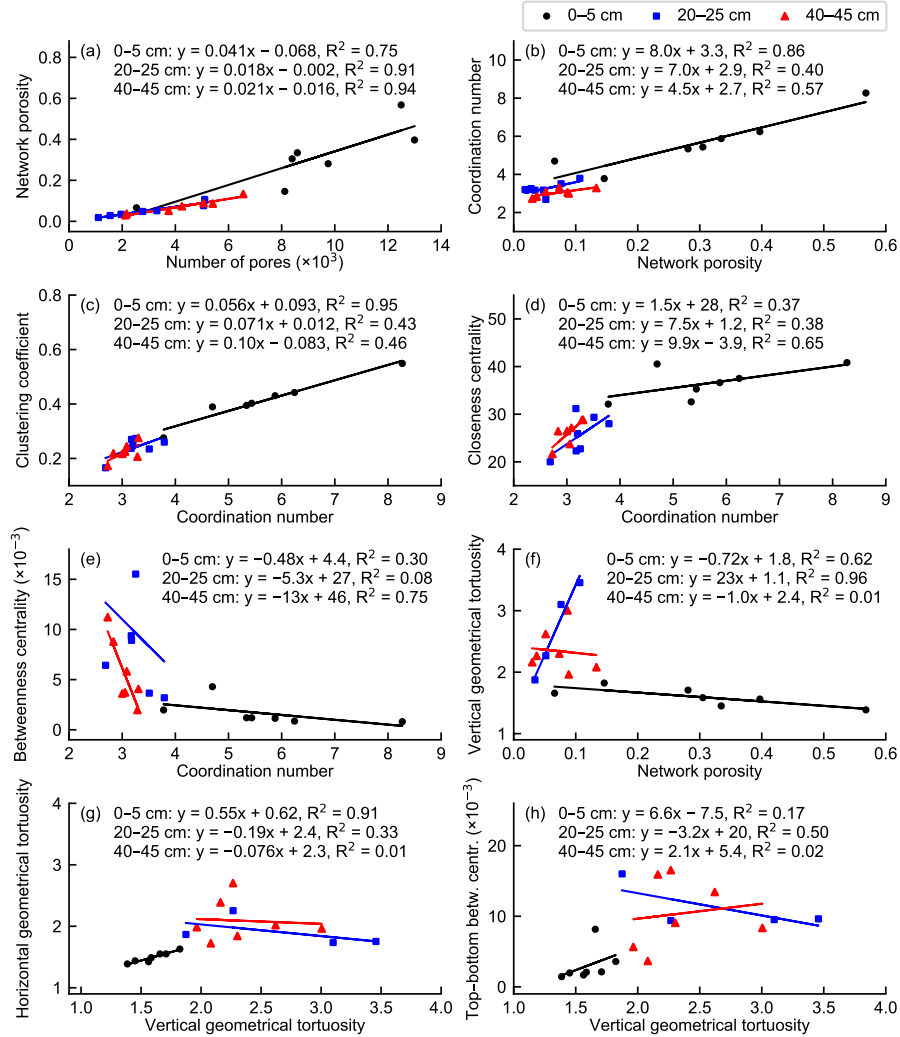 0–5 cm 20–25 cm 40–45 cm
(a) 0–5 cm: y = 0.041x − 0.068, R² = 0.75
20–25 cm: y = 0.018x − 0.002, R² = 0.91
40–45 cm: y = 0.021x − 0.016, R² = 0.94
Network porosity
0.8
0.6
0.4
0.2
0.0
0 2 4 6 8 10 12 14
Number of pores (×10³)
(b) 0–5 cm: y = 8.0x + 3.3, R² = 0.86
20–25 cm: y = 7.0x + 2.9, R² = 0.40
40–45 cm: y = 4.5x + 2.7, R² = 0.57
Coordination number
10
8
6
4
2
0.0 0.1 0.2 0.3 0.4 0.5 0.6
Network porosity
(c) 0–5 cm: y = 0.056x + 0.093, R² = 0.95
20–25 cm: y = 0.071x + 0.012, R² = 0.43
40–45 cm: y = 0.10x − 0.083, R² = 0.46
Clustering coefficient
0.8
0.6
0.4
0.2
2 3 4 5 6 7 8 9
Coordination number
(d) 0–5 cm: y = 1.5x + 28, R² = 0.37
20–25 cm: y = 7.5x + 1.2, R² = 0.38
40–45 cm: y = 9.9x − 3.9, R² = 0.65
Closeness centrality
50
40
30
20
2 3 4 5 6 7 8 9
Coordination number
(e) 0–5 cm: y = −0.48x + 4.4, R² = 0.30
20–25 cm: y = −5.3x + 27, R² = 0.08
40–45 cm: y = −13x + 46, R² = 0.75
Betweenness centrality (×10⁻³)
15
10
5
0
2 3 4 5 6 7 8 9
Coordination number
(f) 0–5 cm: y = −0.72x + 1.8, R² = 0.62
20–25 cm: y = 23x + 1.1, R² = 0.96
40–45 cm: y = −1.0x + 2.4, R² = 0.01
Vertical geometrical tortuosity
4
3
2
1
0.0 0.1 0.2 0.3 0.4 0.5 0.6
Network porosity
(g) 0–5 cm: y = 0.55x + 0.62, R² = 0.91
20–25 cm: y = −0.19x + 2.4, R² = 0.33
40–45 cm: y = −0.076x + 2.3, R² = 0.01
Horizontal geometrical tortuosity
4
3
2
1
1.0 1.5 2.0 2.5 3.0 3.5 4.0
Vertical geometrical tortuosity
(h) 0–5 cm: y = 6.6x − 7.5, R² = 0.17
20–25 cm: y = −3.2x + 20, R² = 0.50
40–45 cm: y = 2.1x + 5.4, R² = 0.02
Top–bottom betw. centr. (×10⁻³)
20
10
0
1.0 1.5 2.0 2.5 3.0 3.5 4.0
Vertical geometrical tortuosity